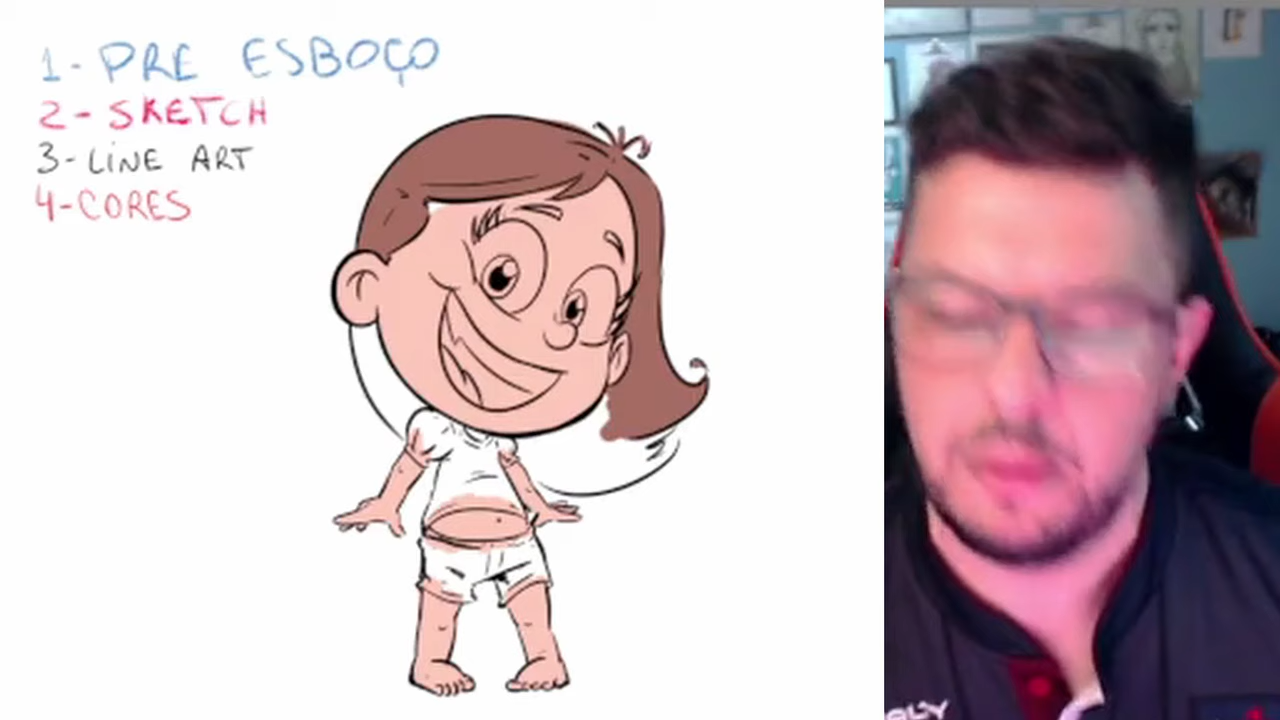 1- PRE ESBOÇO
2- SKETCH
3- LINE ART
4- CORES